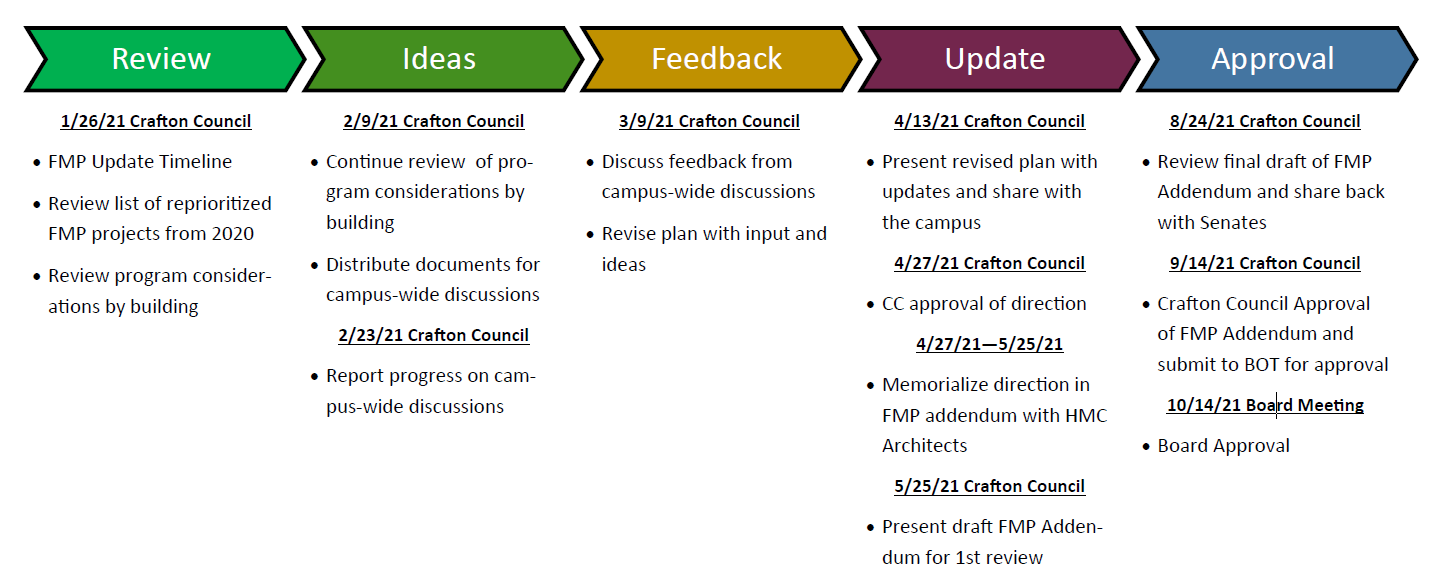 Review
Ideas
Feedback
Update
Approval
1/26/21 Crafton Council
• FMP Update Timeline
• Review list of reprioritized
FMP projects from 2020
• Review program consider-
ations by building
2/9/21 Crafton Council
• Continue review  of pro-
gram considerations by
building
• Distribute documents for
campus-wide discussions
2/23/21 Crafton Council
• Report progress on cam-
pus-wide discussions
3/9/21 Crafton Council
• Discuss feedback from
campus-wide discussions
• Revise plan with input and
ideas
4/13/21 Crafton Council
• Present revised plan with
updates and share with
the campus
4/27/21 Crafton Council
• CC approval of direction
4/27/21—5/25/21
• Memorialize direction in
FMP addendum with HMC
Architects
5/25/21 Crafton Council
• Present draft FMP Adden-
dum for 1st review
8/24/21 Crafton Council
• Review final draft of FMP
Addendum and share back
with Senates
9/14/21 Crafton Council
• Crafton Council Approval
of FMP Addendum and
submit to BOT for approval
10/14/21 Board Meeting
• Board Approval